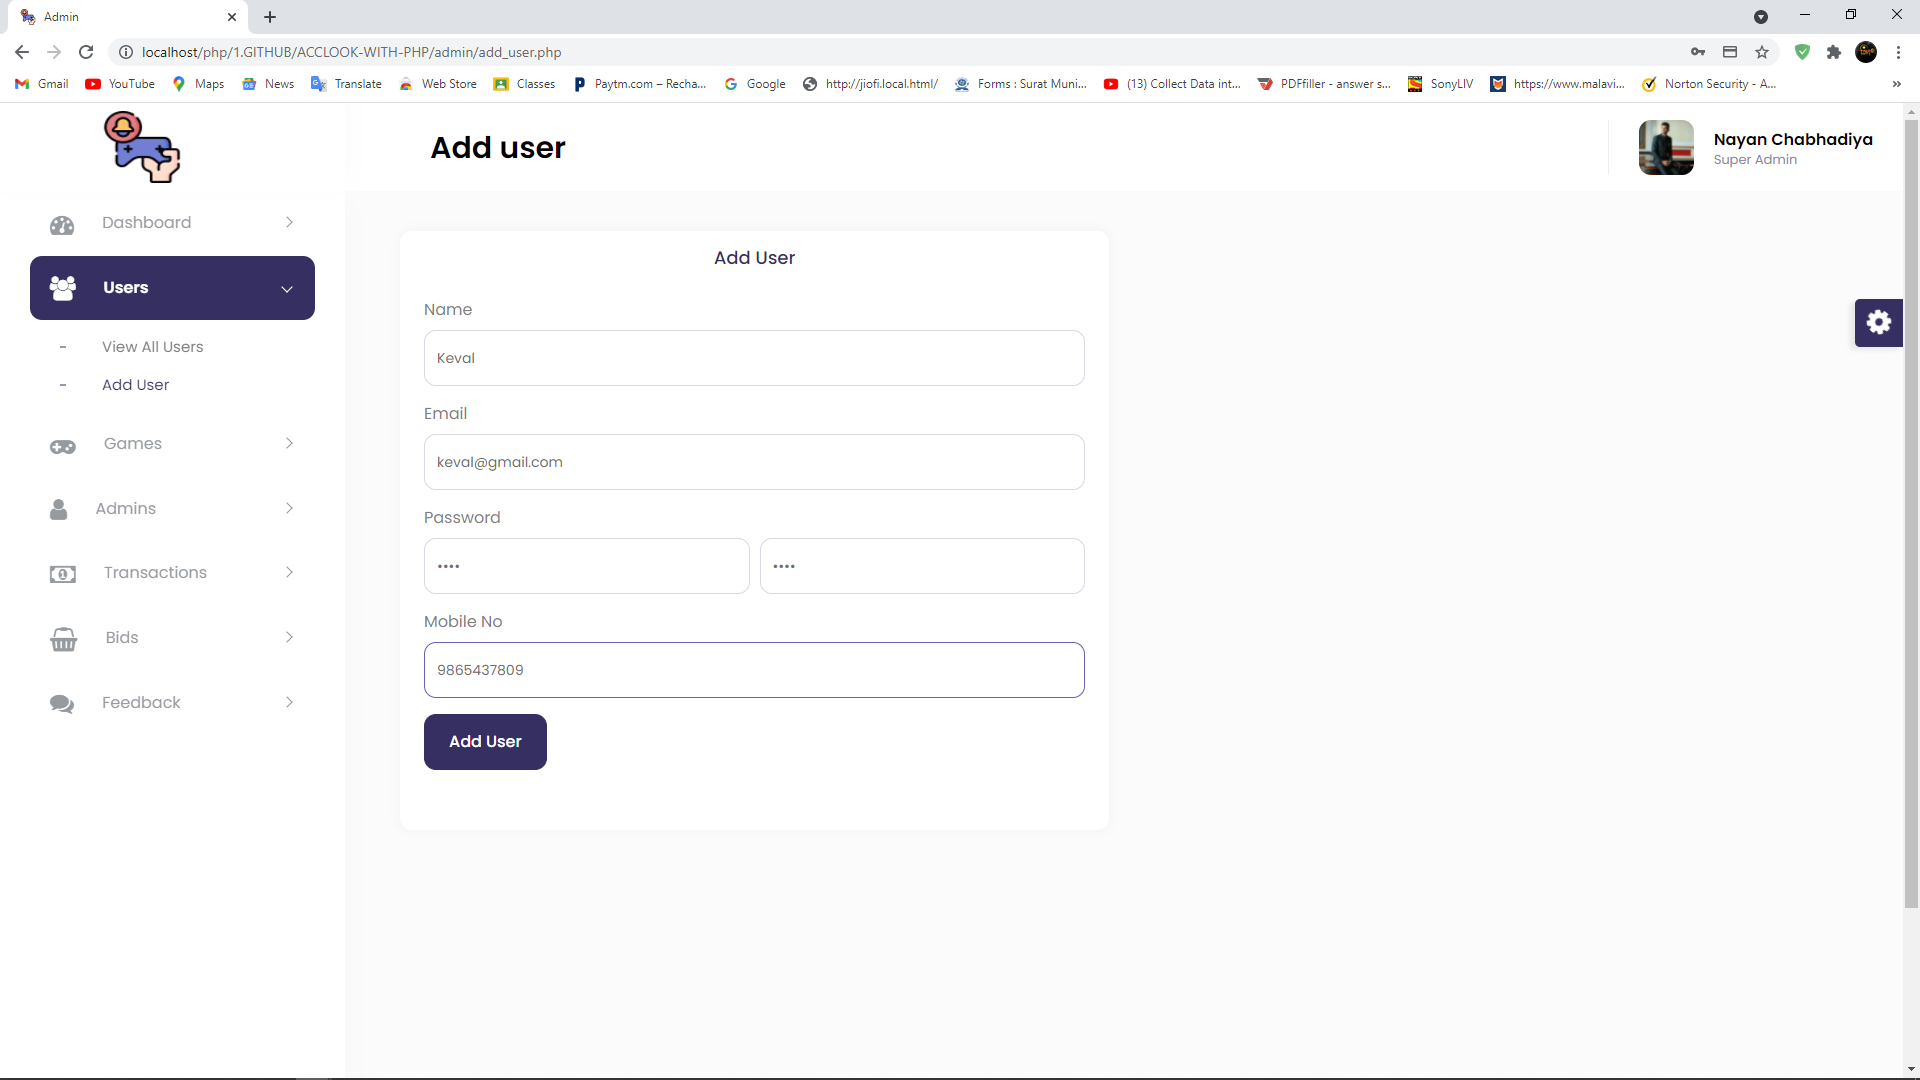 Admin
localhost/php/1.GITHUB/ACCLOOK-WITH-PHP/admin/add_user.php
Gmail YouTube Maps News Translate Web Store Classes Paytm.com – Recha... Google http://jiofi.local.html/ Forms : Surat Muni... (13) Collect Data int... PDFfiller - answer s... SonyLIV https://www.malavi... Norton Security - A... »
Add user
Nayan Chabhadiya
Super Admin
Dashboard
Users
- View All Users
- Add User
Games
Admins
Transactions
Bids
Feedback
Add User
Name
Keval
Email
keval@gmail.com
Password
•••• ••••
Mobile No
9865437809
Add User